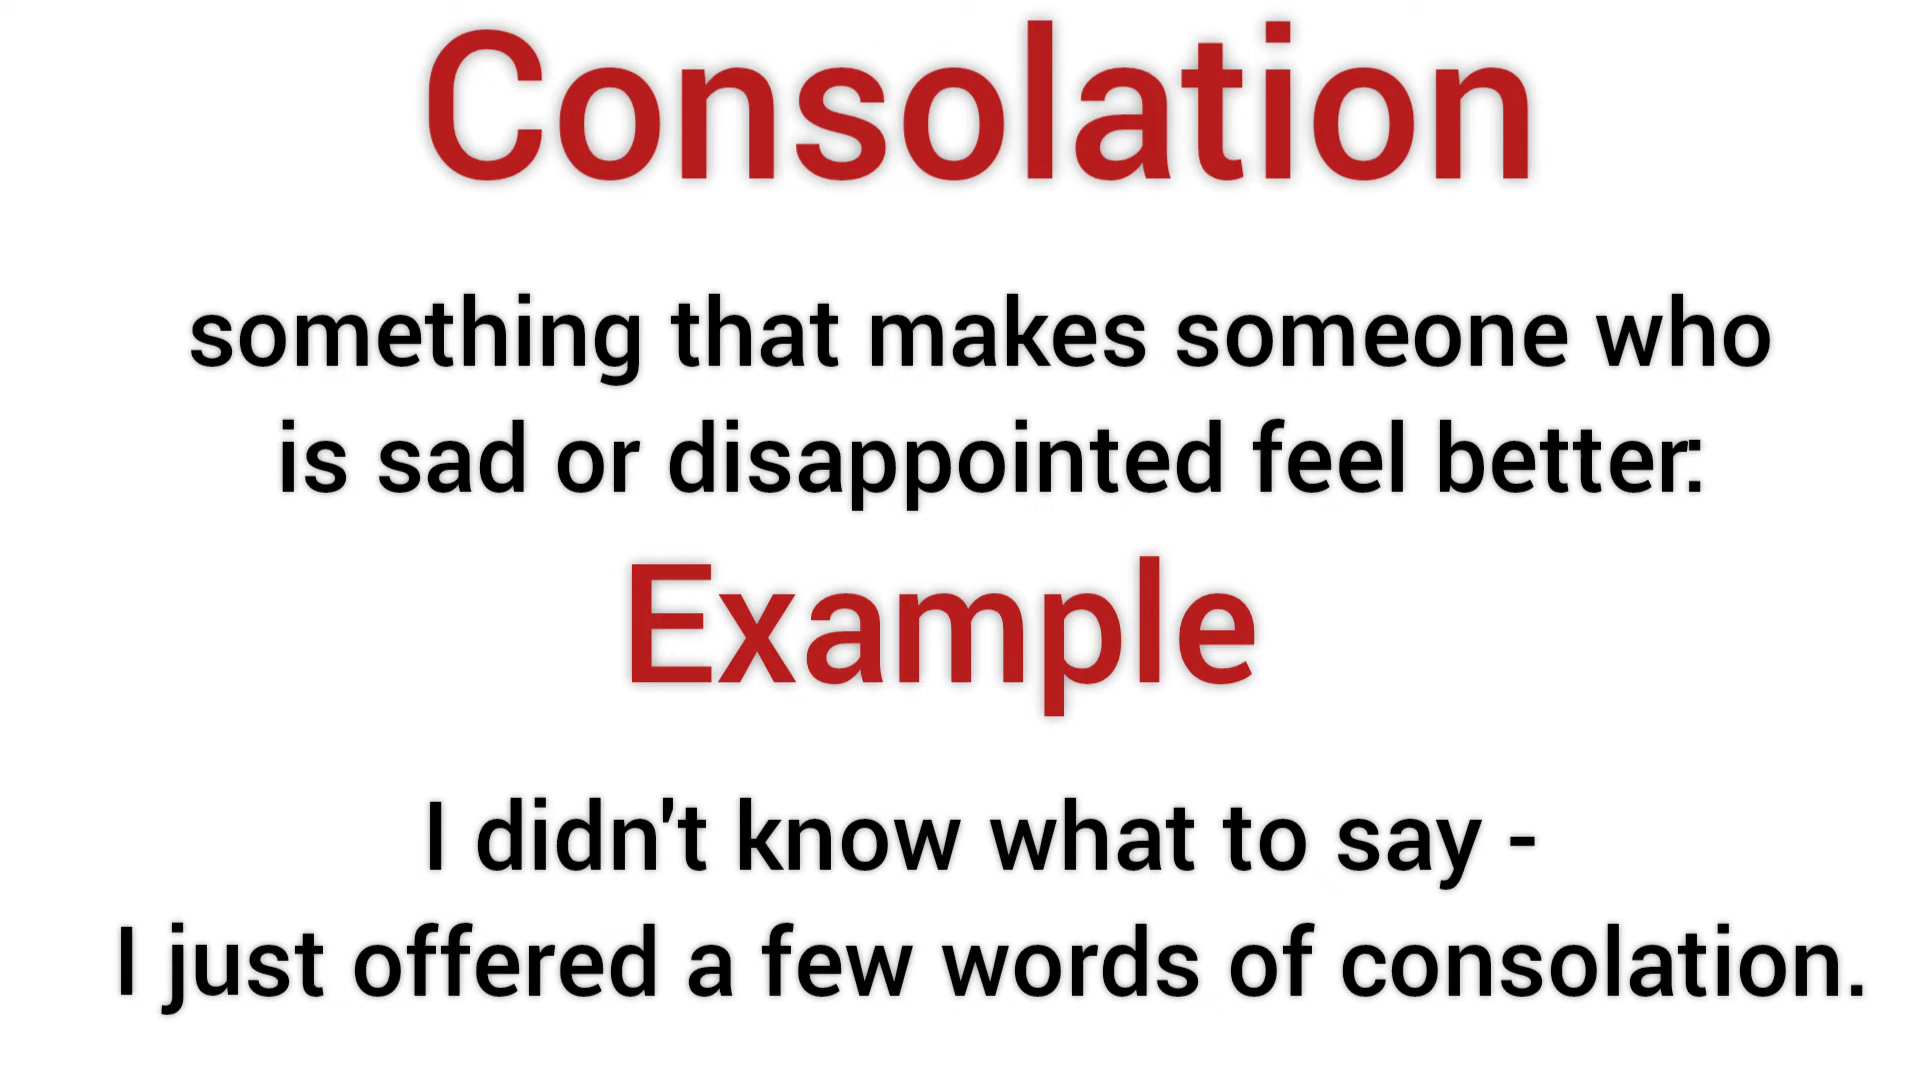 Consolation
something that makes someone who
is sad or disappointed feel better:
Example
I didn't know what to say -
I just offered a few words of consolation.